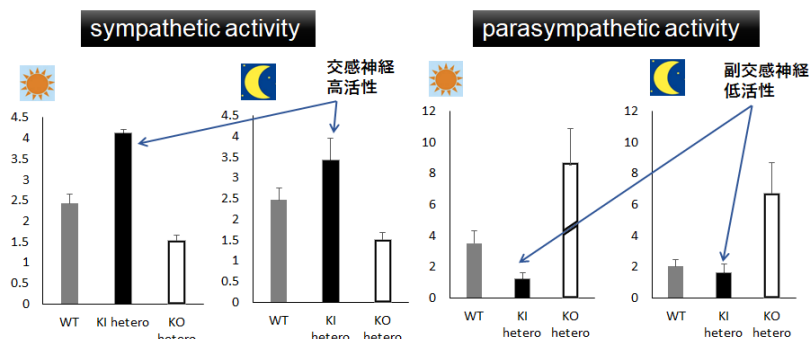 sympathetic activity
parasympathetic activity
交感神経
高活性
副交感神経
低活性
4.5
4
3.5
3
2.5
2
1.5
1
0.5
0
WT
KI hetero
KO
hetero
4.5
4
3.5
3
2.5
2
1.5
1
0.5
0
WT
KI
hetero
KO
hetero
12
10
8
6
4
2
0
WT
KI
hetero
KO
hetero
12
10
8
6
4
2
0
WT
KI
hetero
KO
hetero